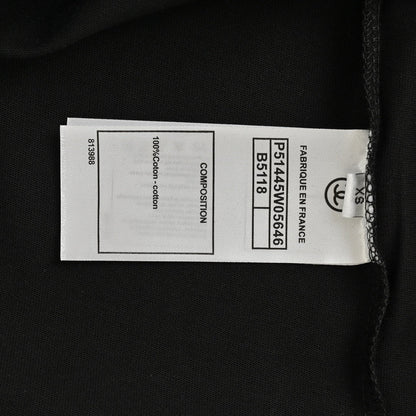 XS
FABRIQUE EN FRANCE
P51445W05646
B5118
COMPOSITION
100%Coton - cotton
813988